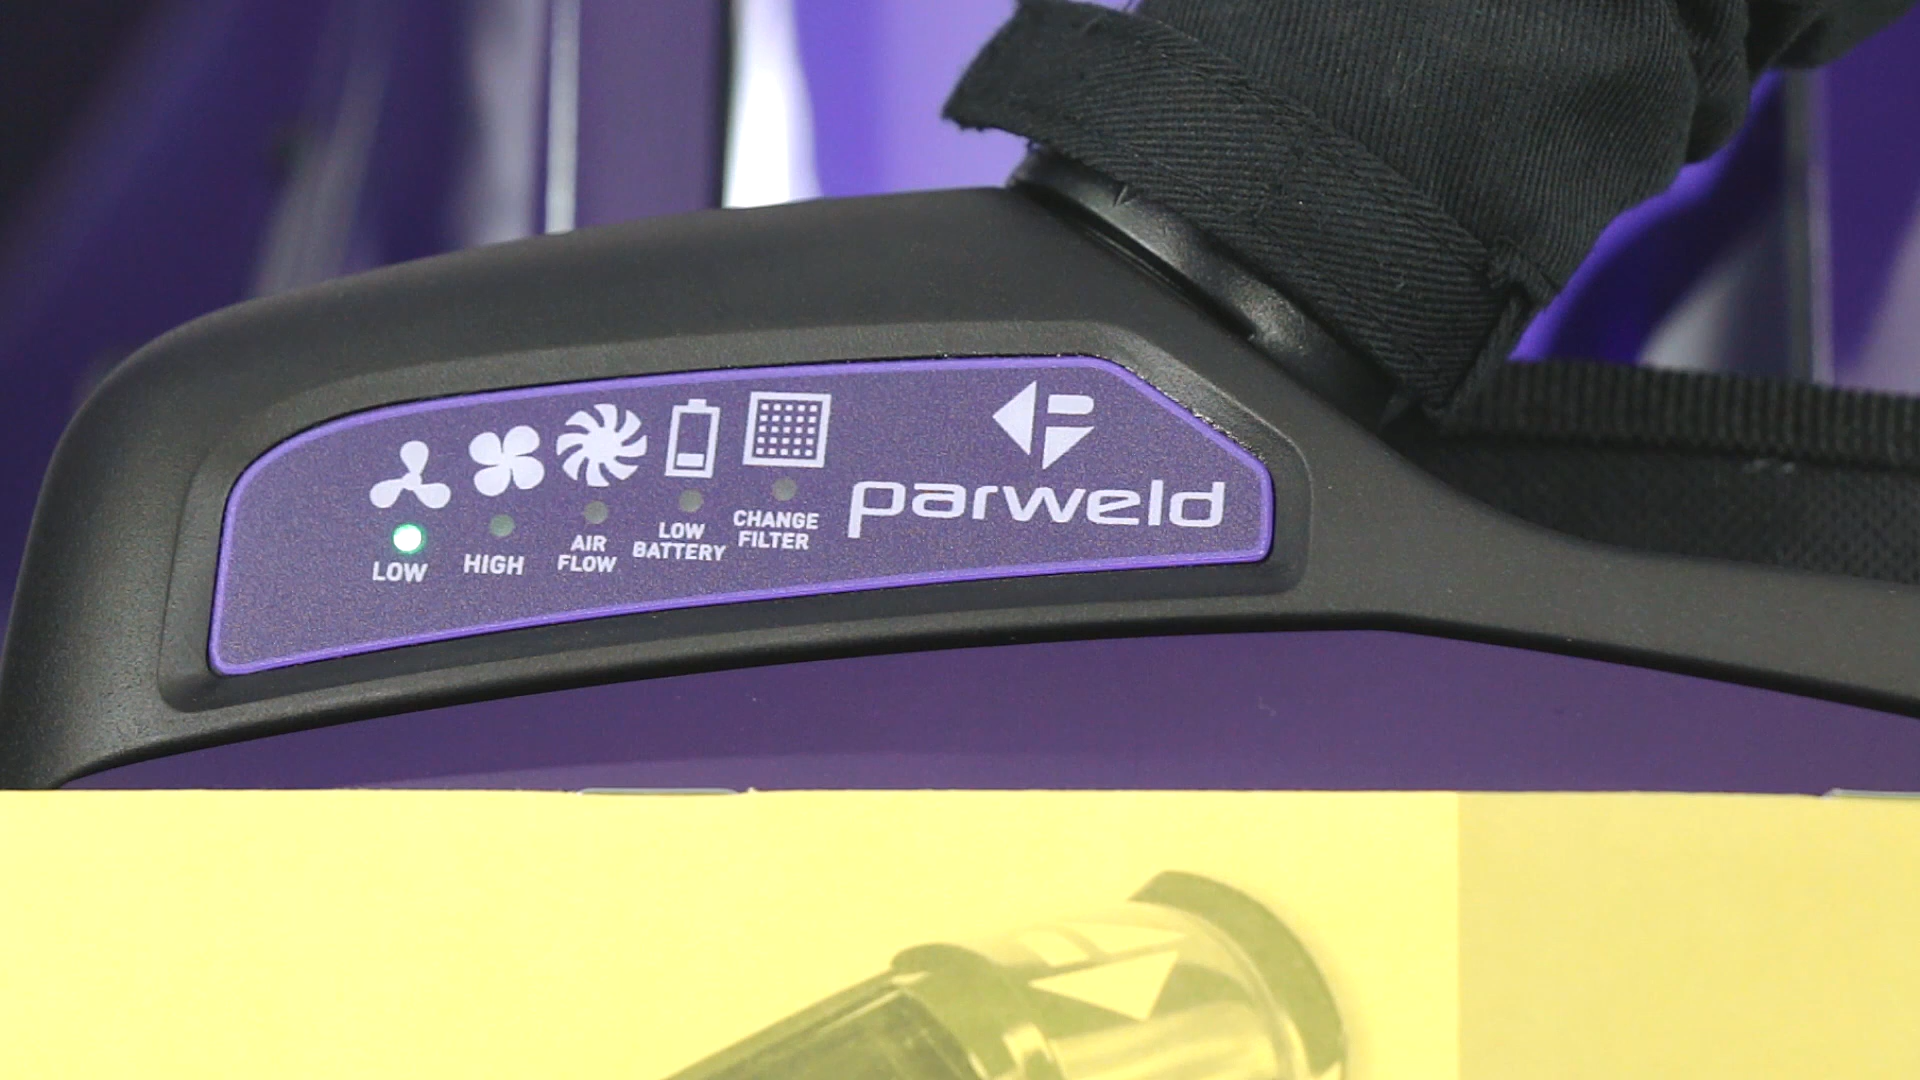 LOW
HIGH
AIR
FLOW
LOW
BATTERY
CHANGE
FILTER
parweld